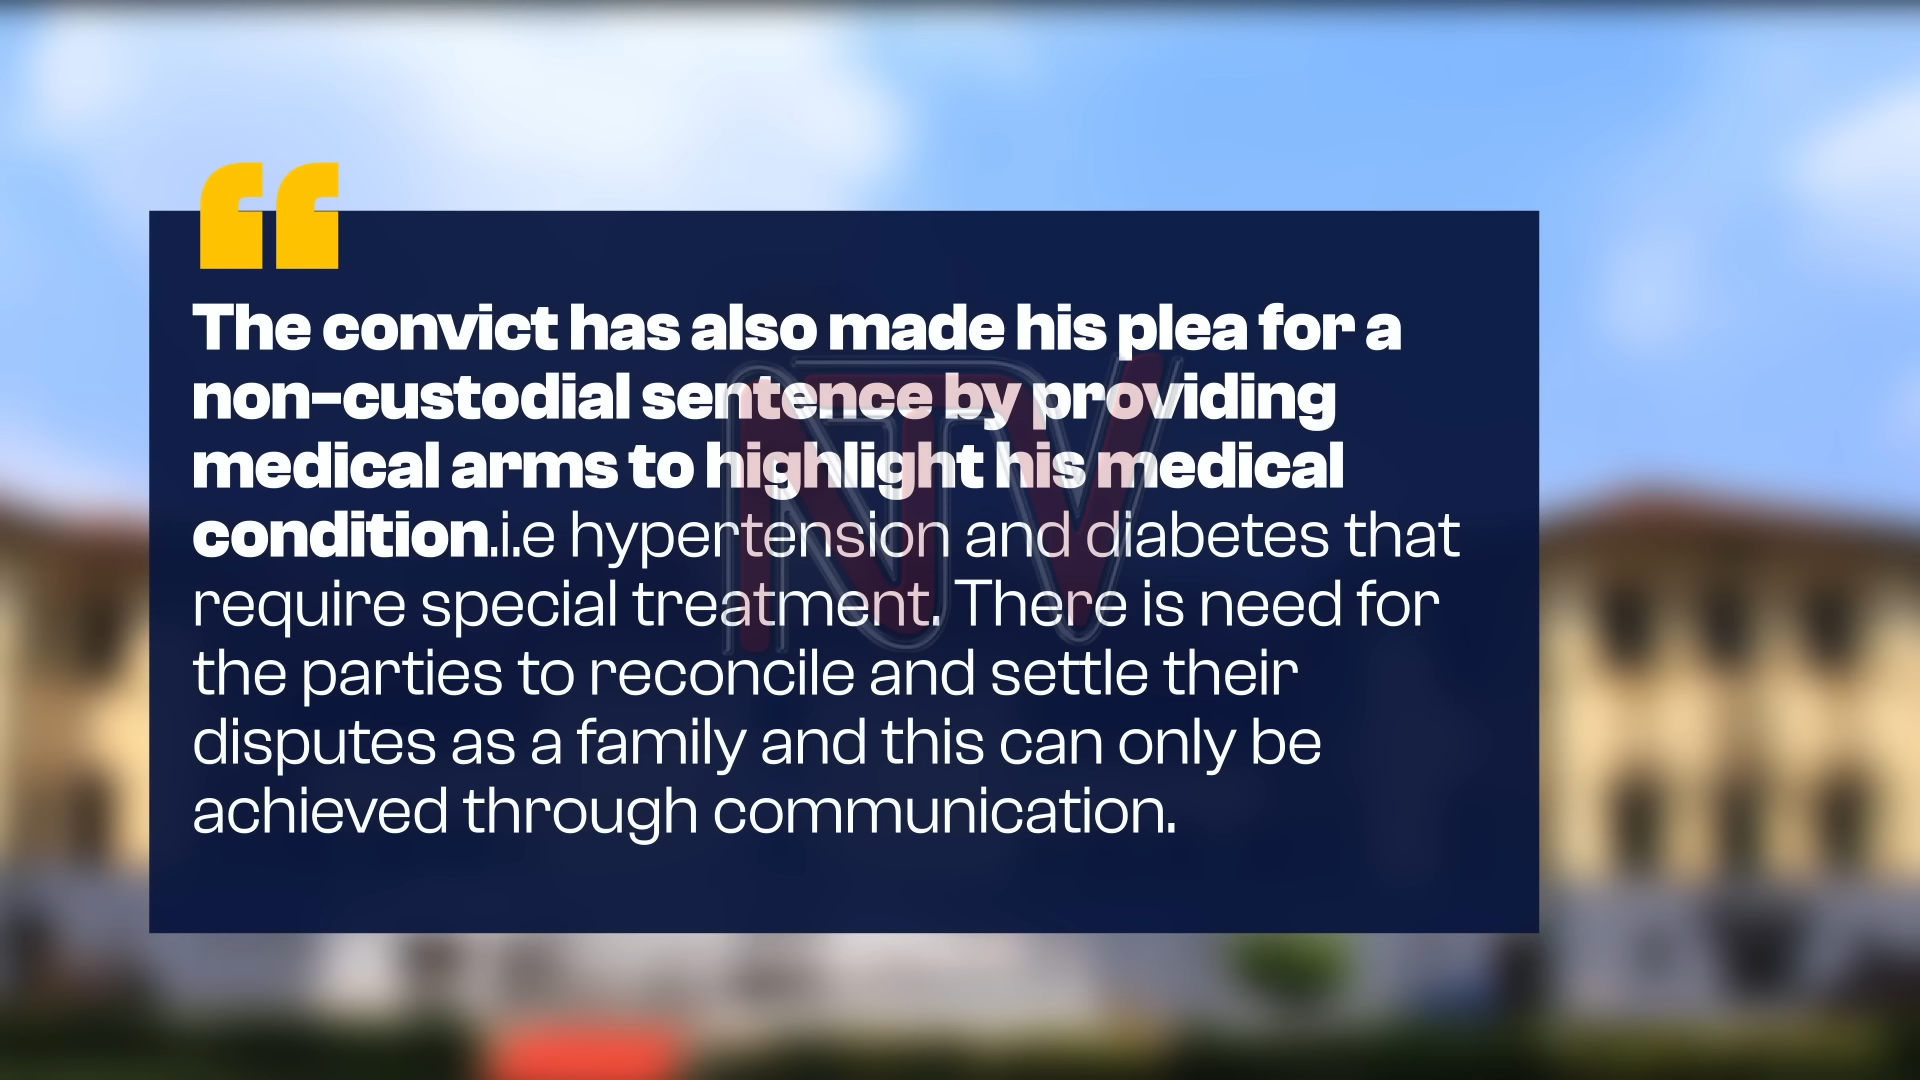 “
The convict has also made his plea for a
non-custodial sentence by providing
medical arms to highlight his medical
condition.i.e hypertension and diabetes that
require special treatment. There is need for
the parties to reconcile and settle their
disputes as a family and this can only be
achieved through communication.
NTV